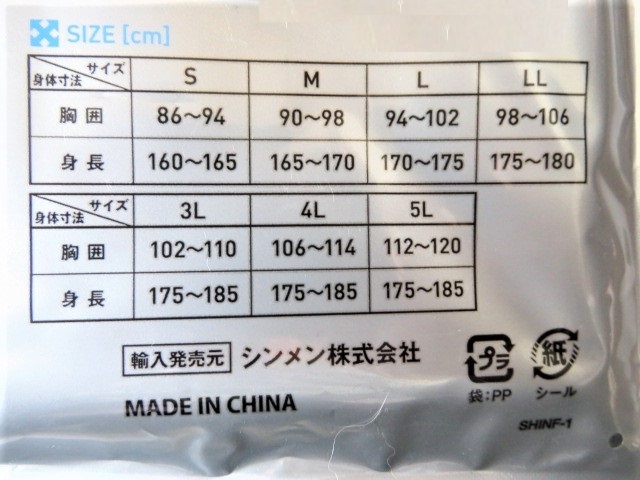 SIZE [cm]
サイズ 身体寸法 S M L LL
胸囲 86〜94 90〜98 94〜102 98〜106
身長 160〜165 165〜170 170〜175 175〜180
サイズ 身体寸法 3L 4L 5L
胸囲 102〜110 106〜114 112〜120
身長 175〜185 175〜185 175〜185
輸入発売元 シンメン株式会社
MADE IN CHINA
プラ 紙
袋:PP シール
SHINF-1